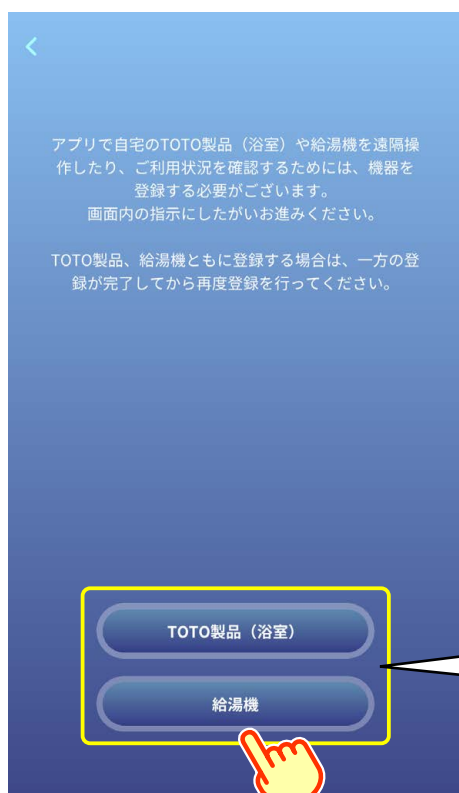 アプリで自宅のTOTO製品（浴室）や給湯機を遠隔操
作したり、ご利用状況を確認するためには、機器を
登録する必要がございます。
画面内の指示にしたがいお進みください。
TOTO製品、給湯機ともに登録する場合は、一方の登
録が完了してから再度登録を行ってください。
TOTO製品（浴室）
給湯機